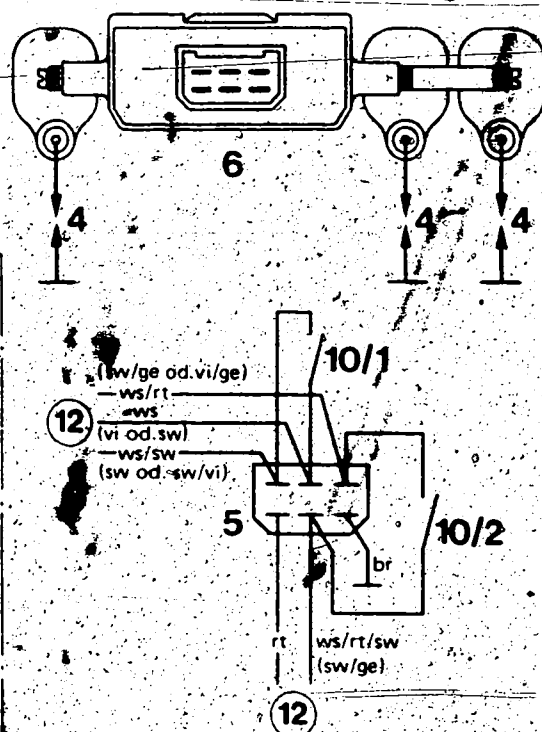 6
4
4
4
10/1
(sw/ge od.vi/ge)
ws/rt
ws
12
(vi od.sw)
ws/sw
(sw od. sw/vi)
5
10/2
br
rt
ws/rt/sw
(sw/ge)
12